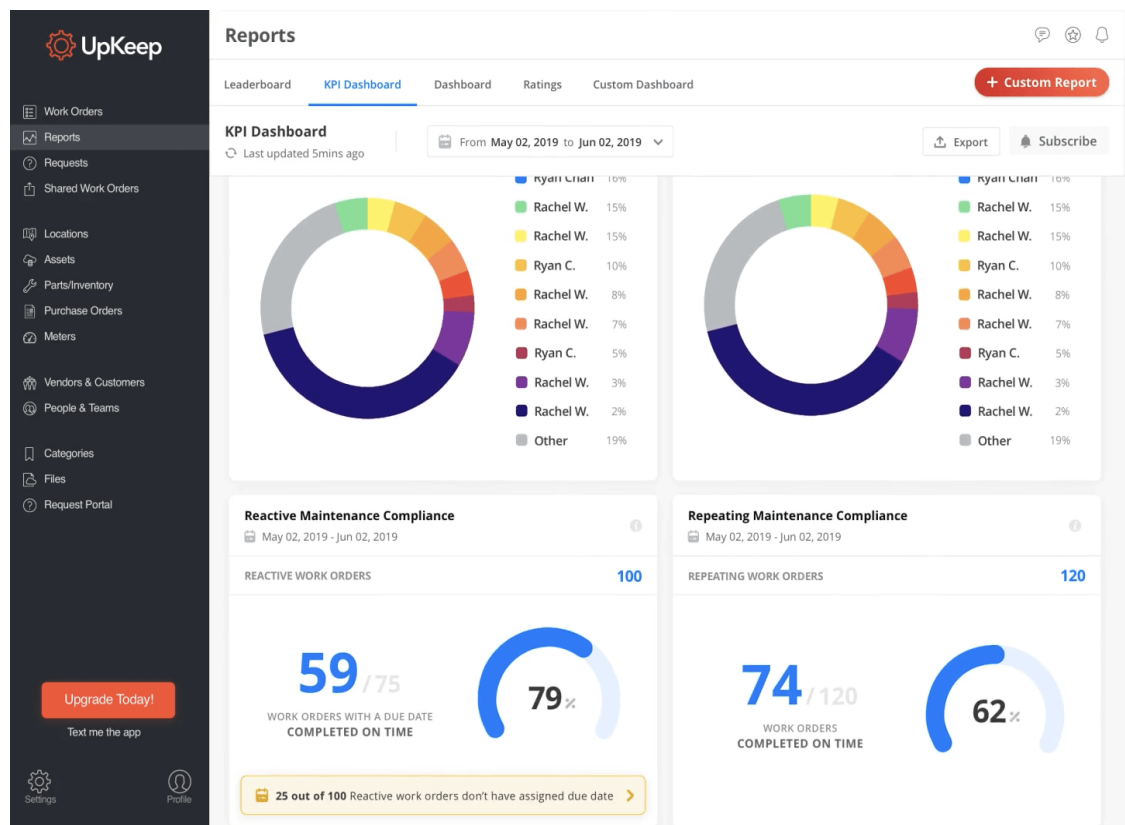 UpKeep
Work Orders
Reports
Requests
Shared Work Orders
Locations
Assets
Parts/Inventory
Purchase Orders
Meters
Vendors & Customers
People & Teams
Categories
Files
Request Portal
Upgrade Today!
Text me the app
Settings
Profile
Reports
Leaderboard
KPI Dashboard
Dashboard
Ratings
Custom Dashboard
+ Custom Report
KPI Dashboard
Last updated 5mins ago
From May 02, 2019 to Jun 02, 2019
Export
Subscribe
Ryan Chan 16%
Rachel W. 15%
Rachel W. 15%
Ryan C. 10%
Rachel W. 8%
Rachel W. 7%
Ryan C. 5%
Rachel W. 3%
Rachel W. 2%
Other 19%
Ryan Chan 16%
Rachel W. 15%
Rachel W. 15%
Ryan C. 10%
Rachel W. 8%
Rachel W. 7%
Ryan C. 5%
Rachel W. 3%
Rachel W. 2%
Other 19%
Reactive Maintenance Compliance
May 02, 2019 - Jun 02, 2019
REACTIVE WORK ORDERS 100
59 / 75
WORK ORDERS WITH A DUE DATE
COMPLETED ON TIME
79 %
25 out of 100 Reactive work orders don't have assigned due date
Repeating Maintenance Compliance
May 02, 2019 - Jun 02, 2019
REPEATING WORK ORDERS 120
74 / 120
WORK ORDERS
COMPLETED ON TIME
62 %